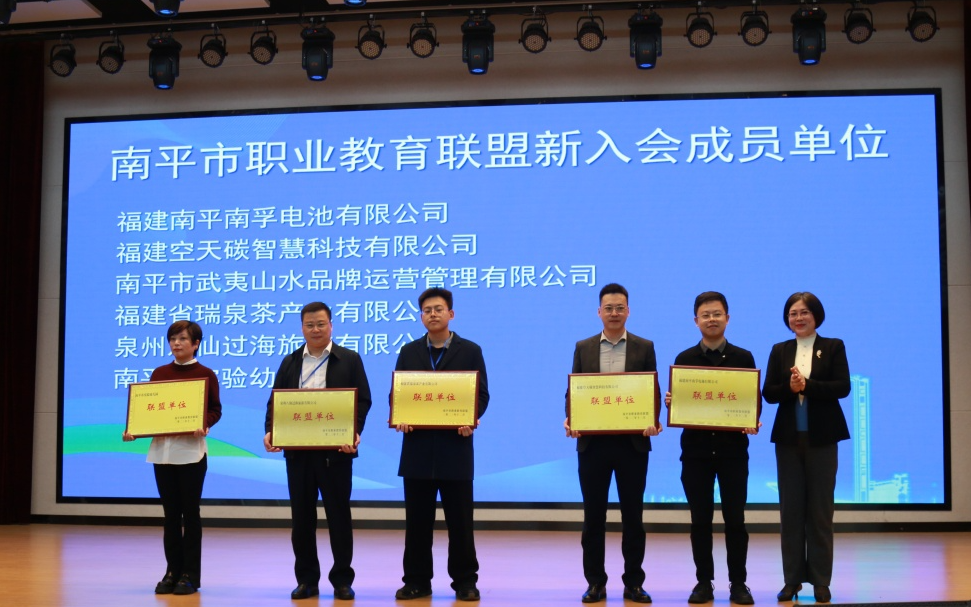 南平市职业教育联盟新入会成员单位
福建南平南孚电池有限公司
福建空天碳智慧科技有限公司
南平市武夷山水品牌运营管理有限公司
福建省瑞泉茶产 有限公
泉州 仙过海旅 有限
南平 验幼
联盟单位
联盟单位
联盟单位
联盟单位
联盟单位